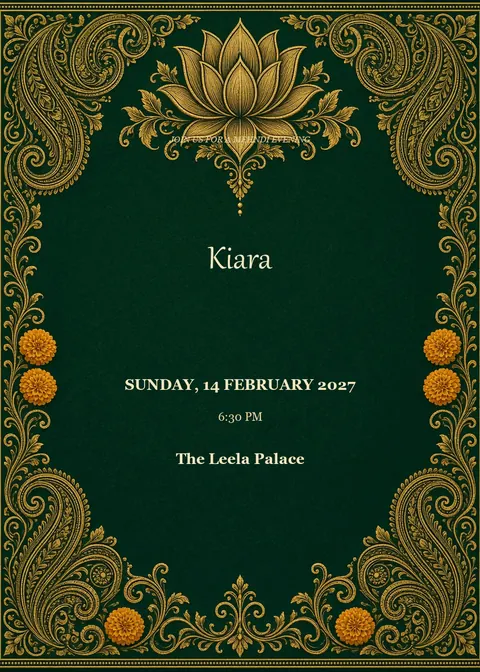 JOIN US FOR A MEHNDI EVENING
Kiara
SUNDAY, 14 FEBRUARY 2027
6:30 PM
The Leela Palace